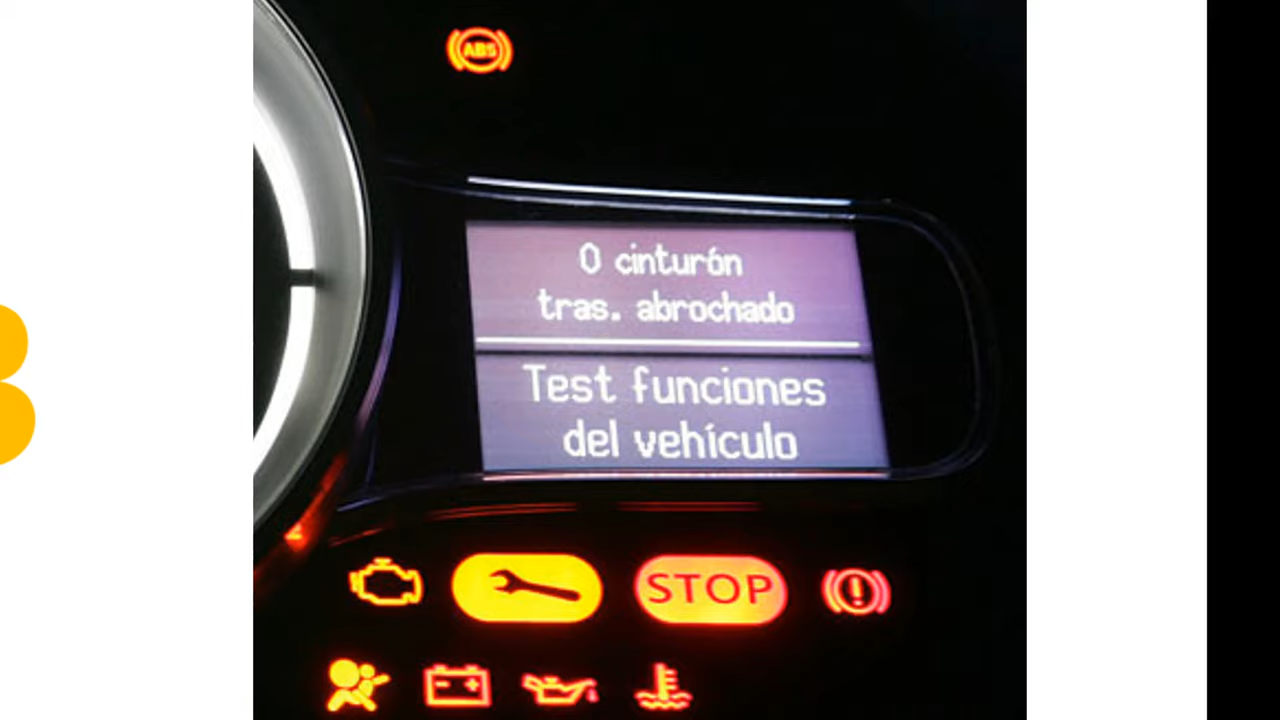 ABS
0 cinturón
tras. abrochado
Test funciones
del vehículo
STOP